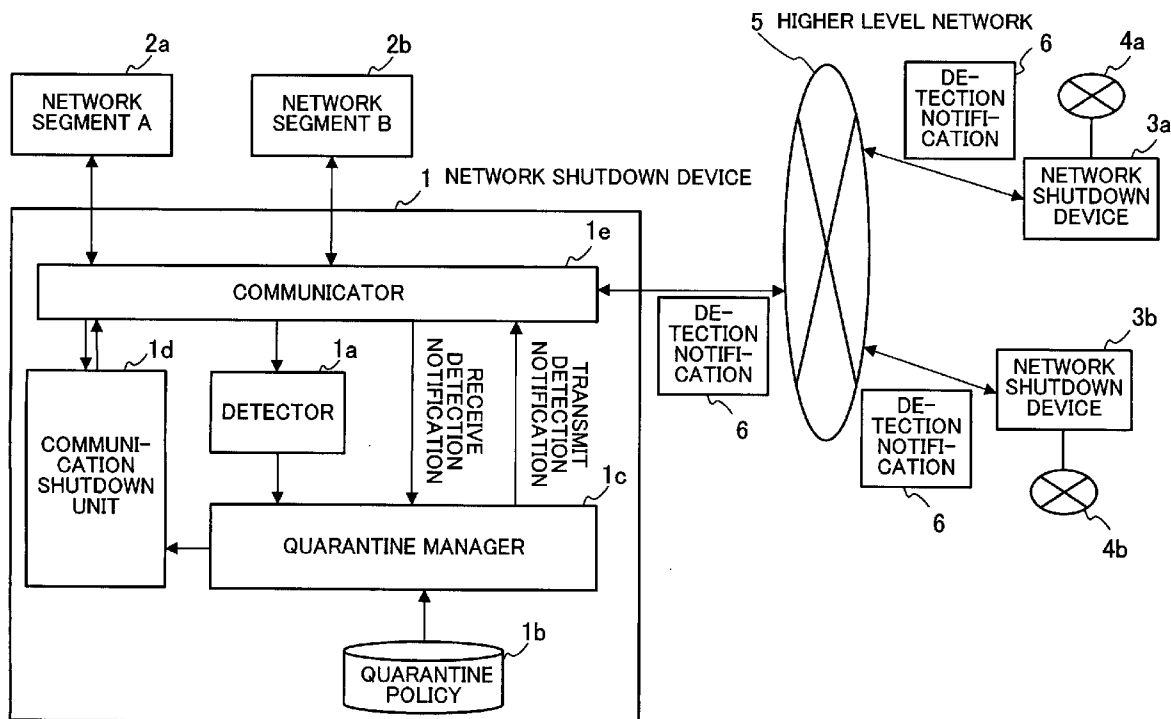 5 HIGHER LEVEL NETWORK
2a
2b
6
4a
NETWORK
SEGMENT A
NETWORK
SEGMENT B
DE-
TECTION
NOTIFI-
CATION
3a
NETWORK
SHUTDOWN
DEVICE
1 NETWORK SHUTDOWN DEVICE
1e
COMMUNICATOR
DE-
TECTION
NOTIFI-
CATION
6
3b
NETWORK
SHUTDOWN
DEVICE
1d
1a
COMMUNI-
CATION
SHUTDOWN
UNIT
DETECTOR
RECEIVE
DETECTION
NOTIFICATION
TRANSMIT
DETECTION
NOTIFICATION
DE-
TECTION
NOTIFI-
CATION
6
4b
1c
QUARANTINE MANAGER
1b
QUARANTINE
POLICY